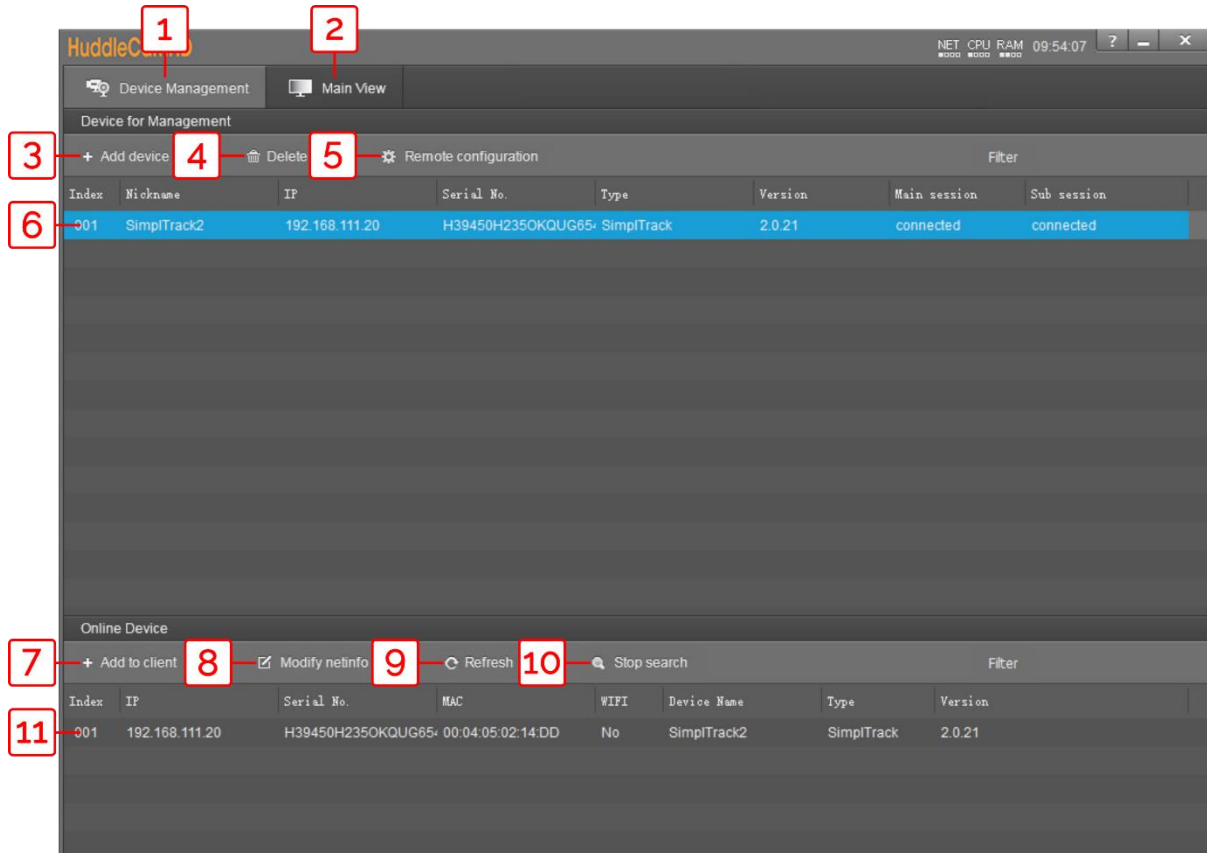 1 2
HuddleCamHD NET CPU RAM 09:54:07 ?
Device Management Main View
Device for Management
3 + Add device 4 Delete 5 Remote configuration Filter
Index Nickname IP Serial No. Type Version Main session Sub session
6 001 SimplTrack2 192.168.111.20 H39450H235OKQUG65 SimplTrack 2.0.21 connected connected
Online Device
7 + Add to client 8 Modify netinfo 9 Refresh 10 Stop search Filter
Index IP Serial No. MAC WIFI Device Name Type Version
11 001 192.168.111.20 H39450H235OKQUG654 00:04:05:02:14:DD No SimplTrack2 SimplTrack 2.0.21